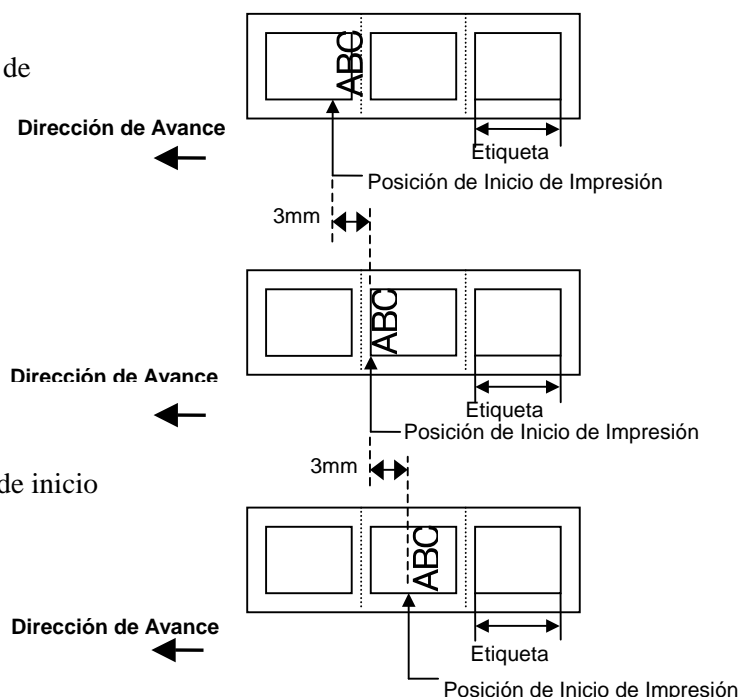 ABC
de
Dirección de Avance
Etiqueta
Posición de Inicio de Impresión
3mm
ABC
Dirección de Avance
Etiqueta
Posición de Inicio de Impresión
3mm
de inicio
ABC
Dirección de Avance
Etiqueta
Posición de Inicio de Impresión